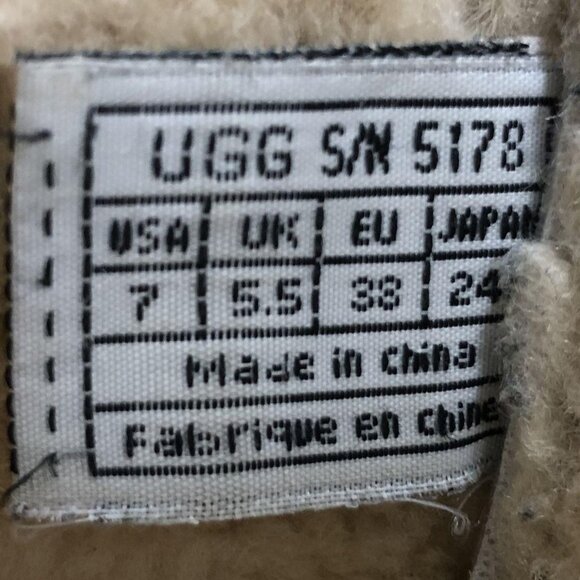 UGG S/N 5178
USA UK EU JAPAN
7 5.5 38 24
Made in china
Fabrique en chine